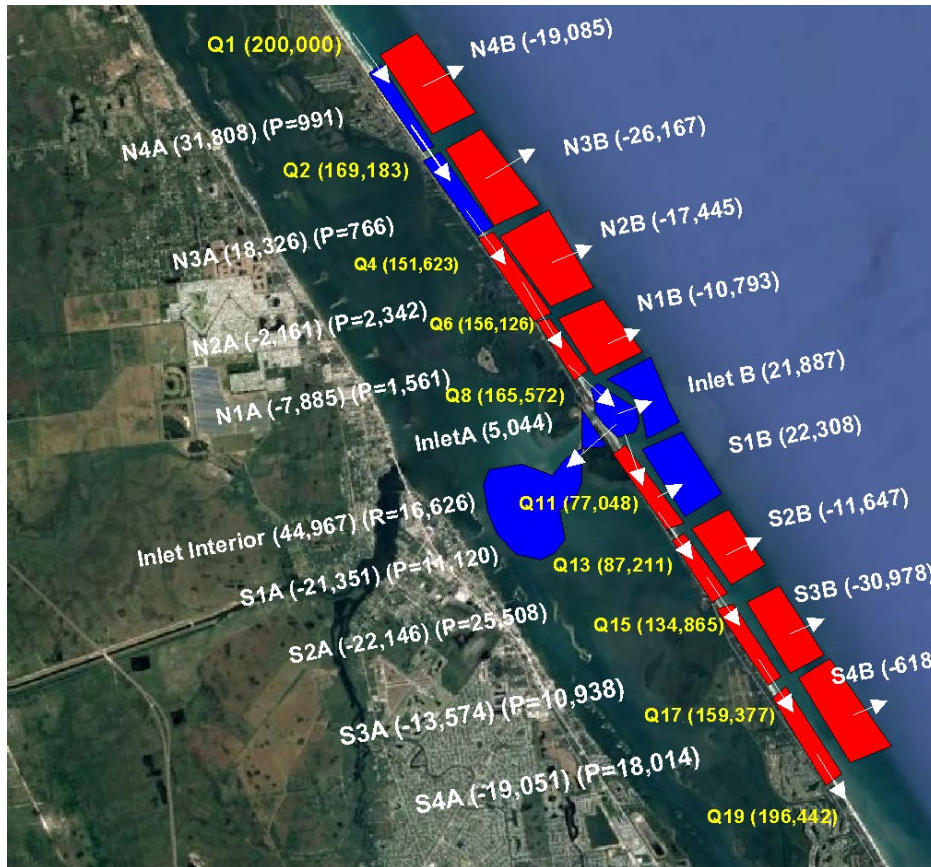 Q1 (200,000)
N4B (-19,085)
N4A (31,808) (P=991)
Q2 (169,183)
N3B (-26,167)
N3A (18,326) (P=766)
Q4 (151,623)
N2B (-17,445)
N2A (-2,161) (P=2,342)
Q6 (156,126)
N1B (-10,793)
N1A (-7,885) (P=1,561)
Q8 (165,572)
Inlet B (21,887)
InletA (5,044)
S1B (22,308)
Inlet Interior (44,967) (R=16,626)
Q11 (77,048)
S2B (-11,647)
S1A (-21,351) (P=11,120)
Q13 (87,211)
S3B (-30,978)
S2A (-22,146) (P=25,508)
Q15 (134,865)
S4B (-618
S3A (-13,574) (P=10,938)
Q17 (159,377)
S4A (-19,051) (P=18,014)
Q19 (196,442)